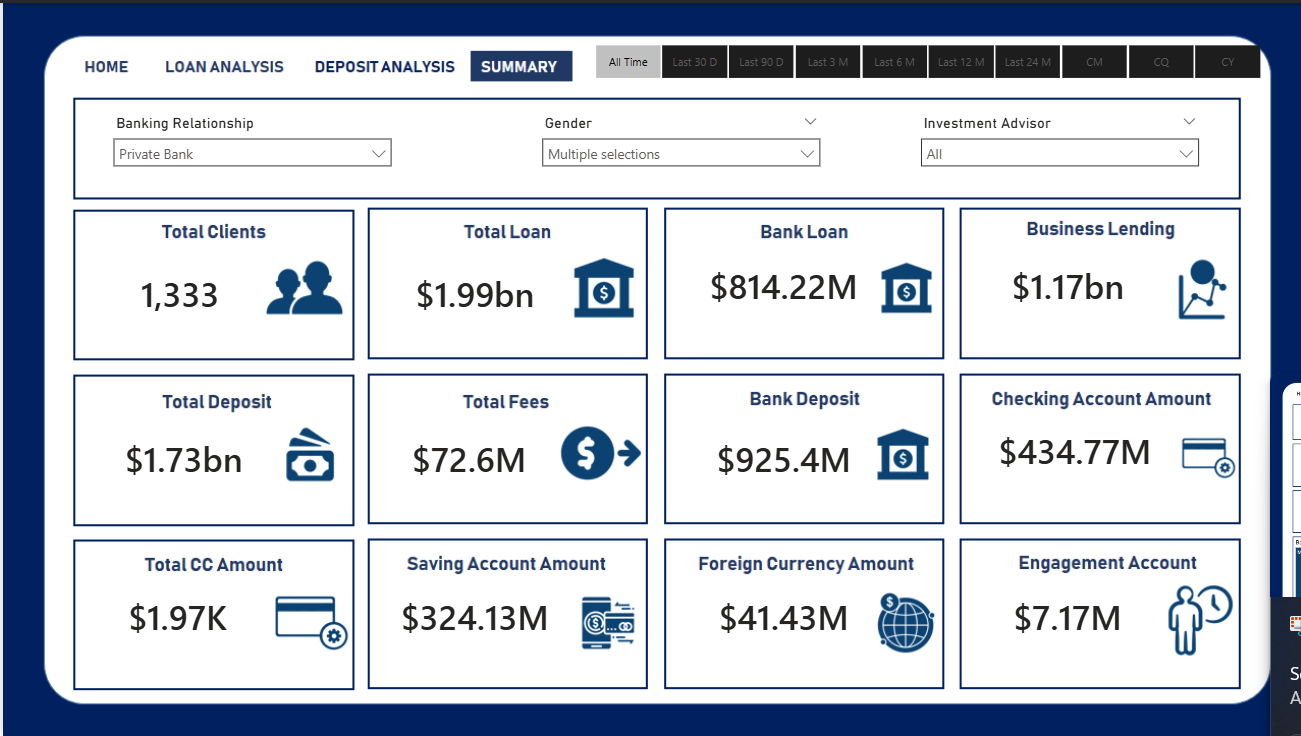 HOME LOAN ANALYSIS DEPOSIT ANALYSIS SUMMARY All Time Last 30 D Last 90 D Last 3 M Last 6 M Last 12 M Last 24 M CM CQ CY
Banking Relationship Gender Investment Advisor
Private Bank Multiple selections All
Total Clients
1,333
Total Loan
$1.99bn
Bank Loan
$814.22M
Business Lending
$1.17bn
Total Deposit
$1.73bn
Total Fees
$72.6M
Bank Deposit
$925.4M
Checking Account Amount
$434.77M
Total CC Amount
$1.97K
Saving Account Amount
$324.13M
Foreign Currency Amount
$41.43M
Engagement Account
$7.17M